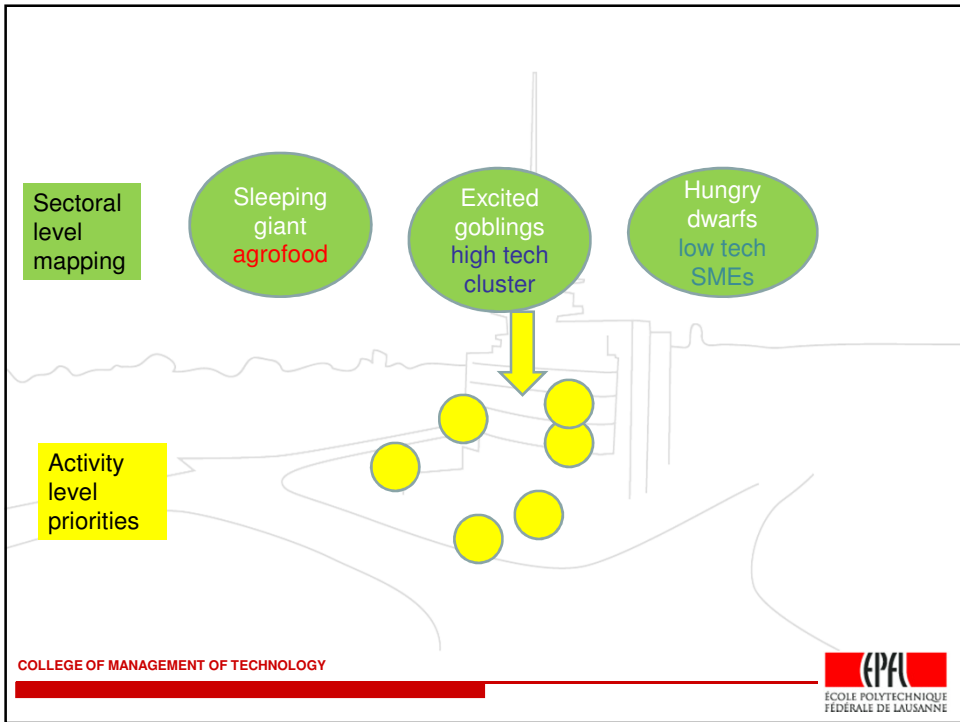 Sectoral
level
mapping
Sleeping
giant
agrofood
Excited
goblings
high tech
cluster
Hungry
dwarfs
low tech
SMEs
Activity
level
priorities
COLLEGE OF MANAGEMENT OF TECHNOLOGY
EPFL
ÉCOLE POLYTECHNIQUE
FÉDÉRALE DE LAUSANNE